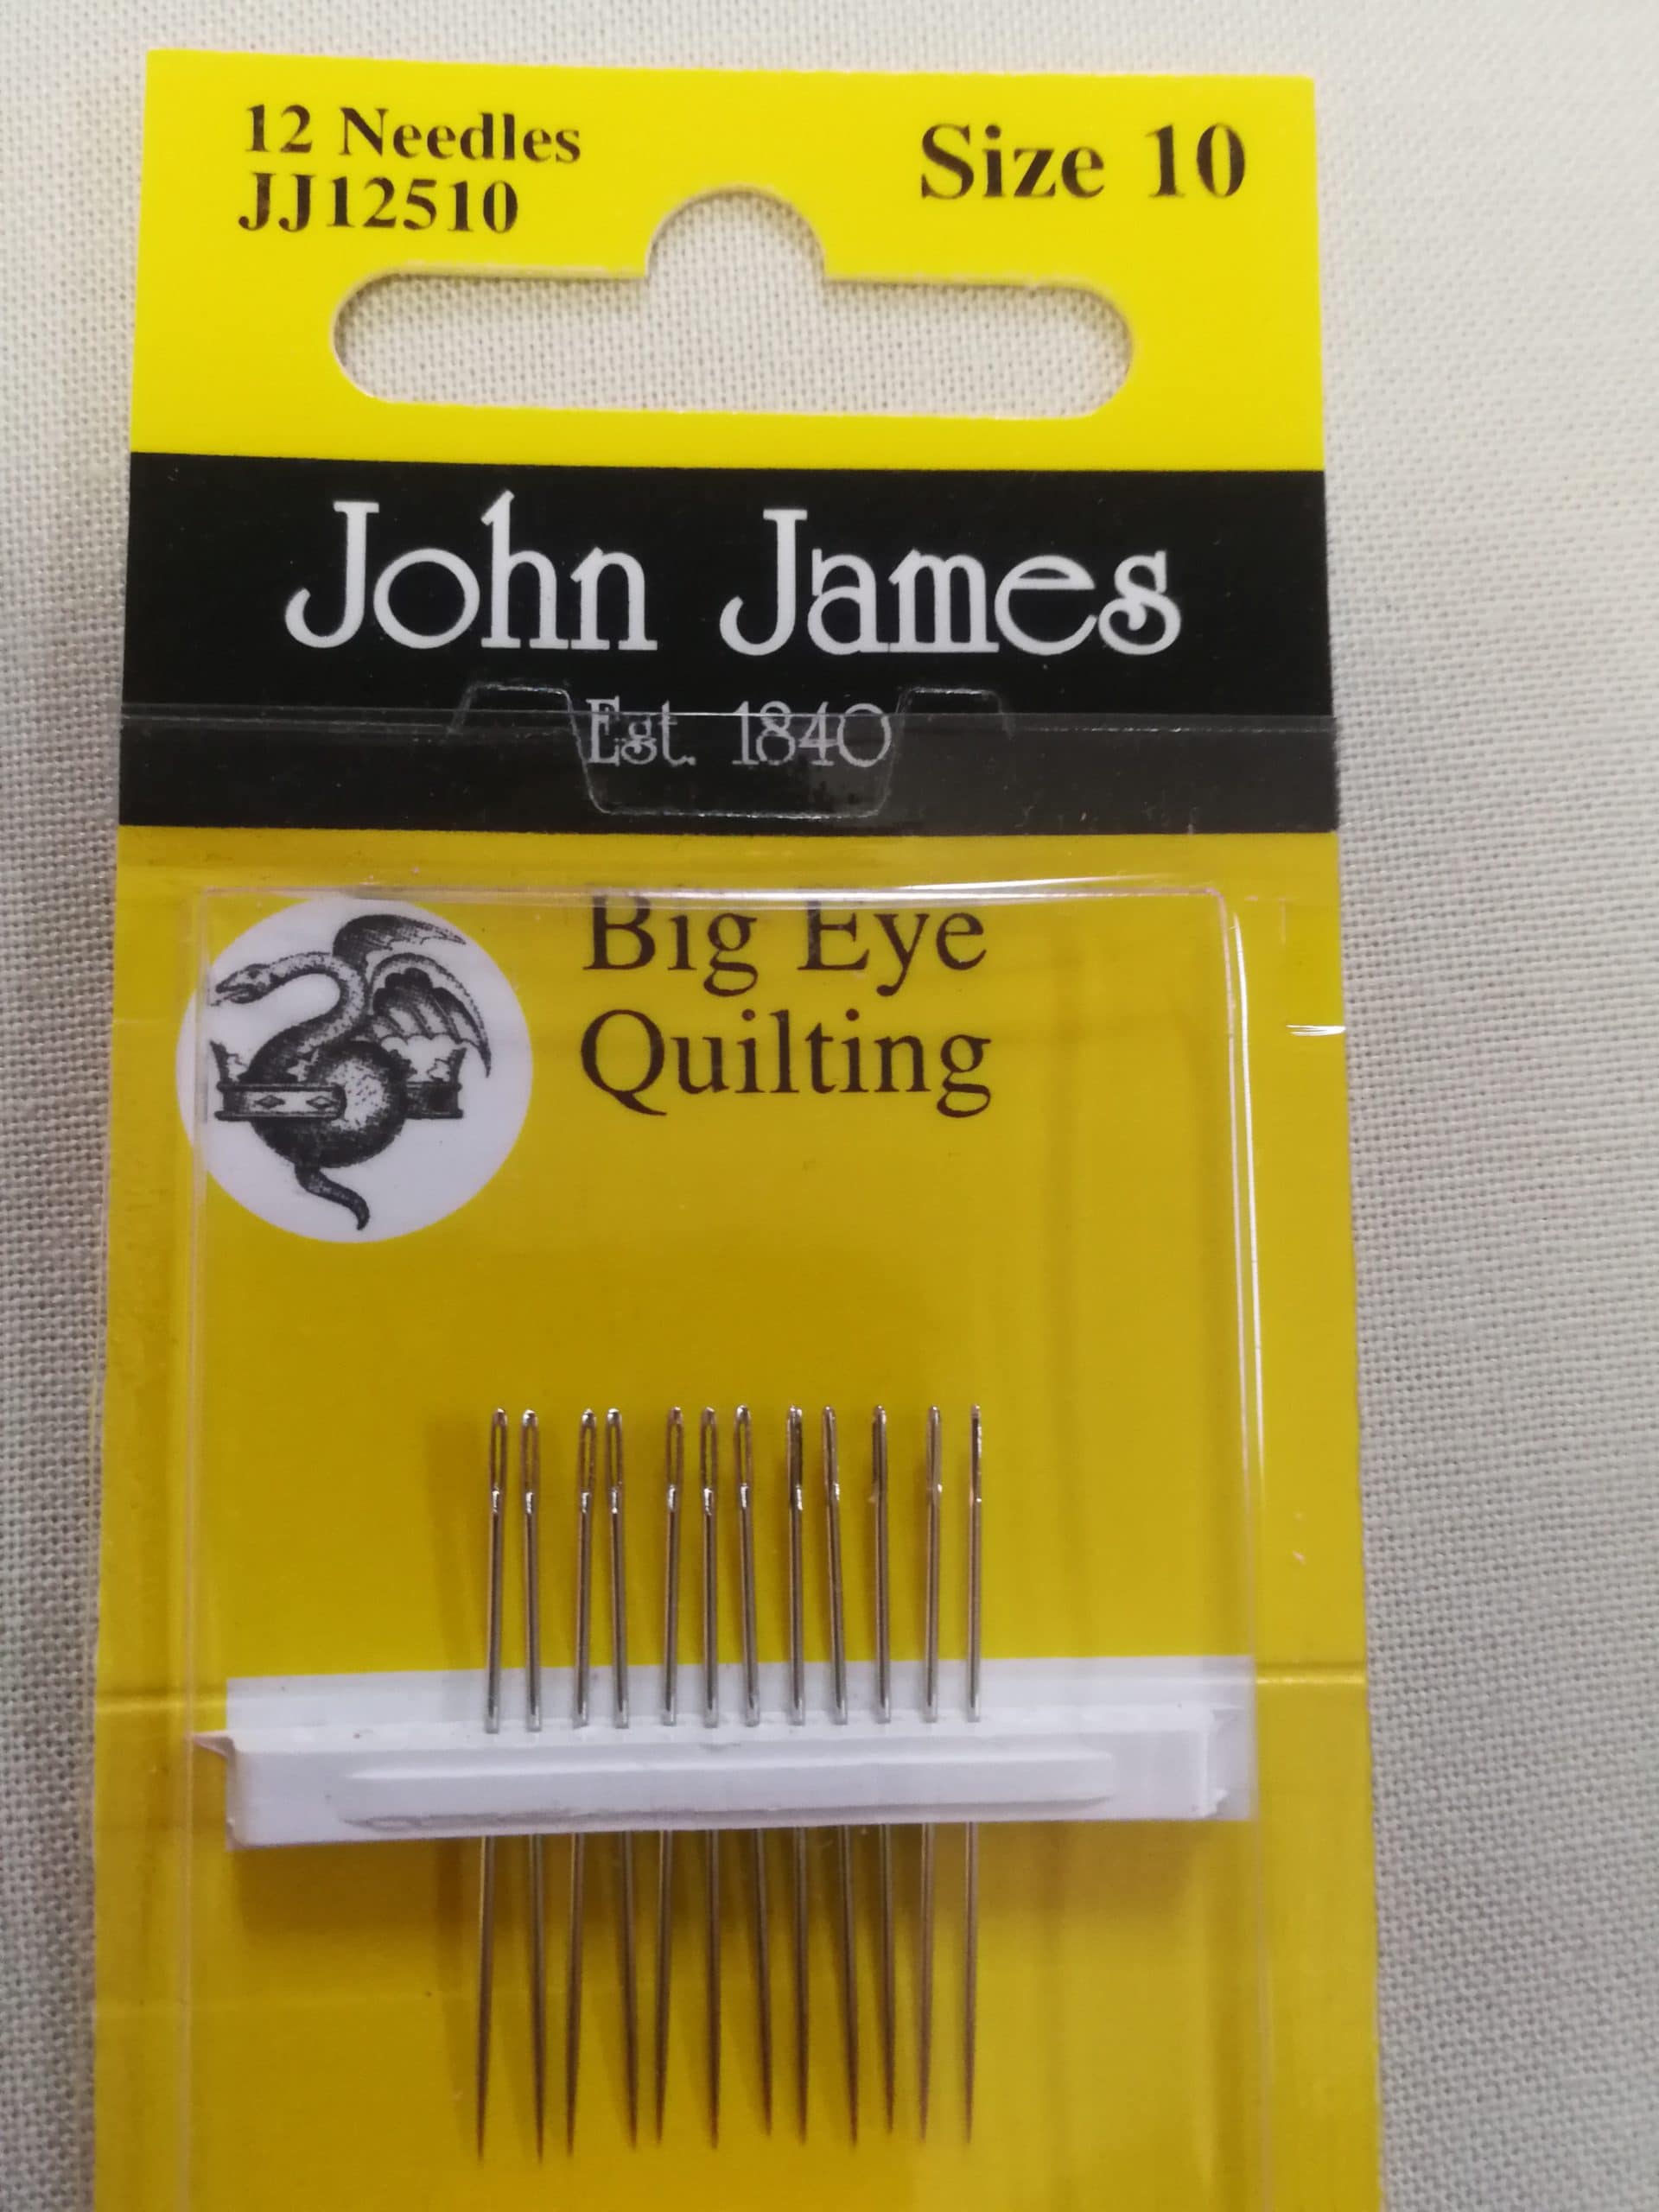 12 Needles
JJ12510
Size 10
John James
Est. 1840
Big Eye
Quilting